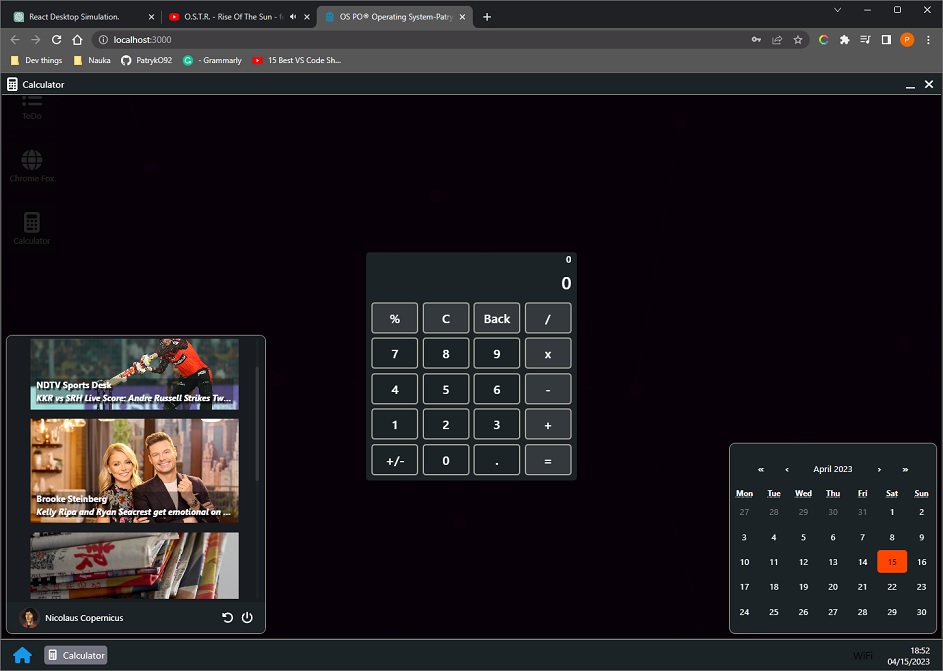 React Desktop Simulation.
O.S.T.R. - Rise Of The Sun - f
OS PO® Operating System-Patry
localhost:3000
P
Dev things
Nauka
PatrykO92
- Grammarly
15 Best VS Code Sh...
Calculator
ToDo
Chrome Fox
Calculator
0
0
% C Back /
7 8 9 x
4 5 6 -
1 2 3 +
+/- 0 . =
NDTV Sports Desk
KKR vs SRH Live Score: Andre Russell Strikes Tw...
Brooke Steinberg
Kelly Ripa and Ryan Seacrest get emotional on ...
Nicolaus Copernicus
« ‹ April 2023 › »
Mon Tue Wed Thu Fri Sat Sun
27 28 29 30 31 1 2
3 4 5 6 7 8 9
10 11 12 13 14 15 16
17 18 19 20 21 22 23
24 25 26 27 28 29 30
Calculator
WiFi
18:52
04/15/2023